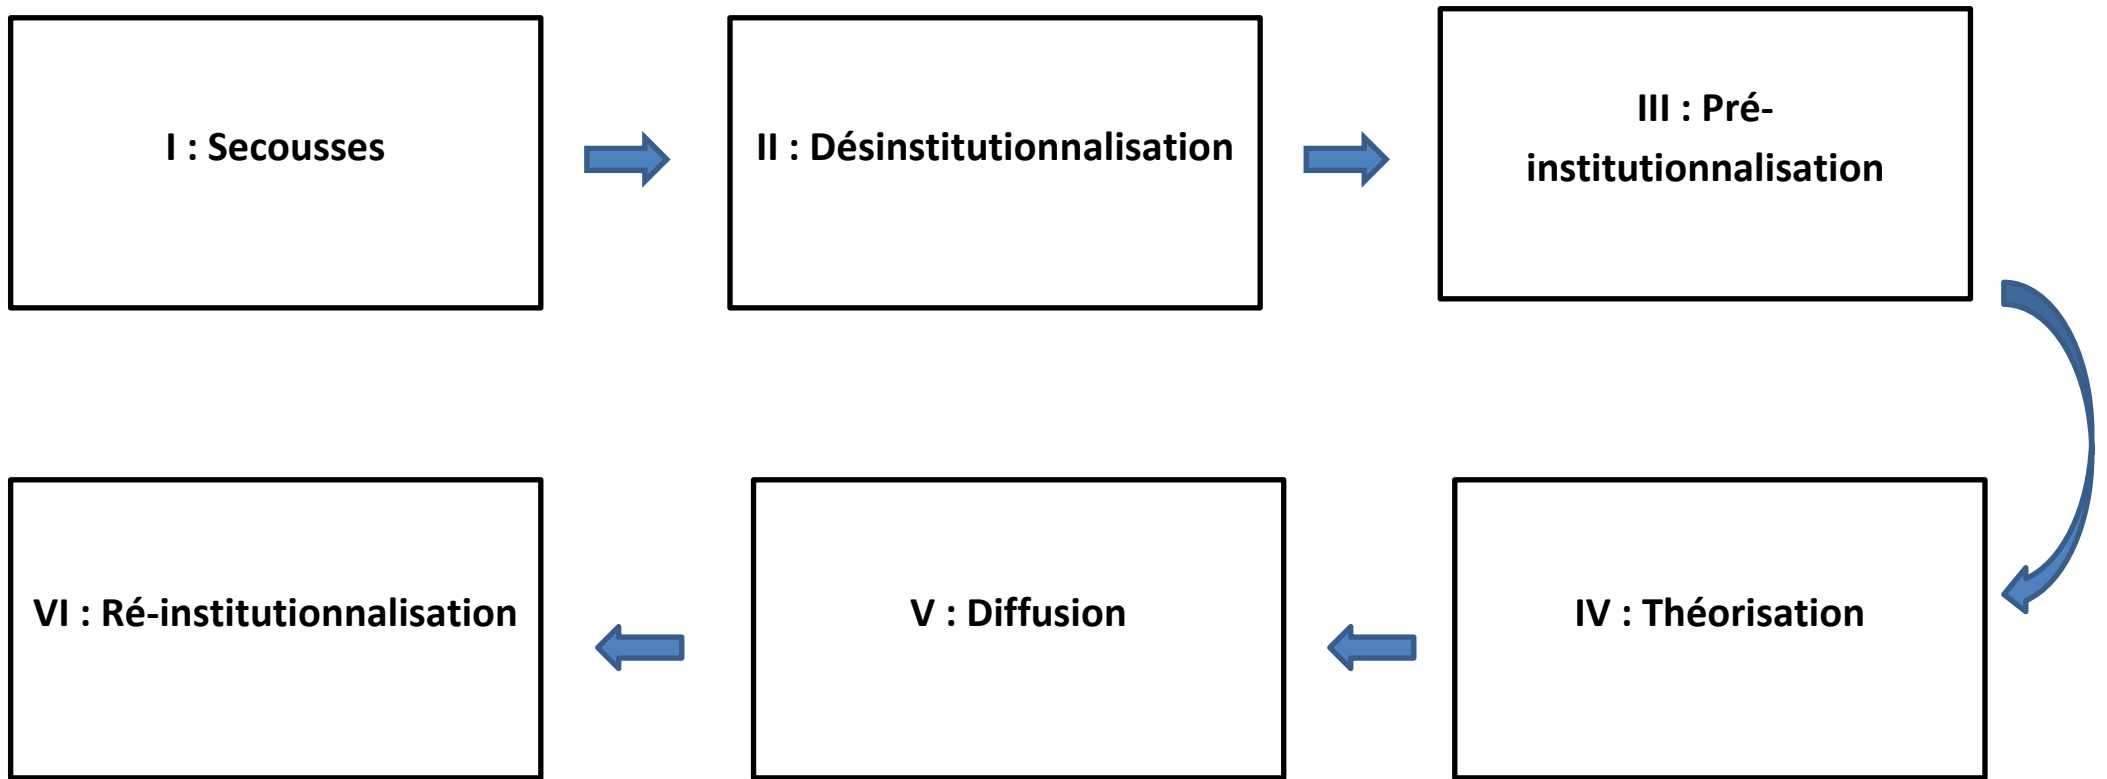 I : Secousses
II : Désinstitutionnalisation
III : Pré-
institutionnalisation
IV : Théorisation
V : Diffusion
VI : Ré-institutionnalisation